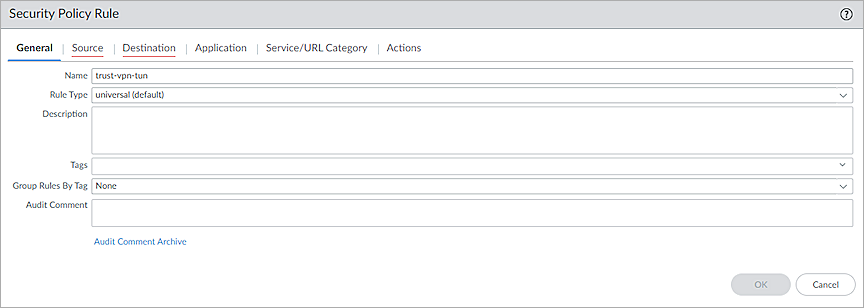 Security Policy Rule
General | Source | Destination | Application | Service/URL Category | Actions
Name trust-vpn-tun
Rule Type universal (default)
Description
Tags
Group Rules By Tag None
Audit Comment
Audit Comment Archive
OK Cancel